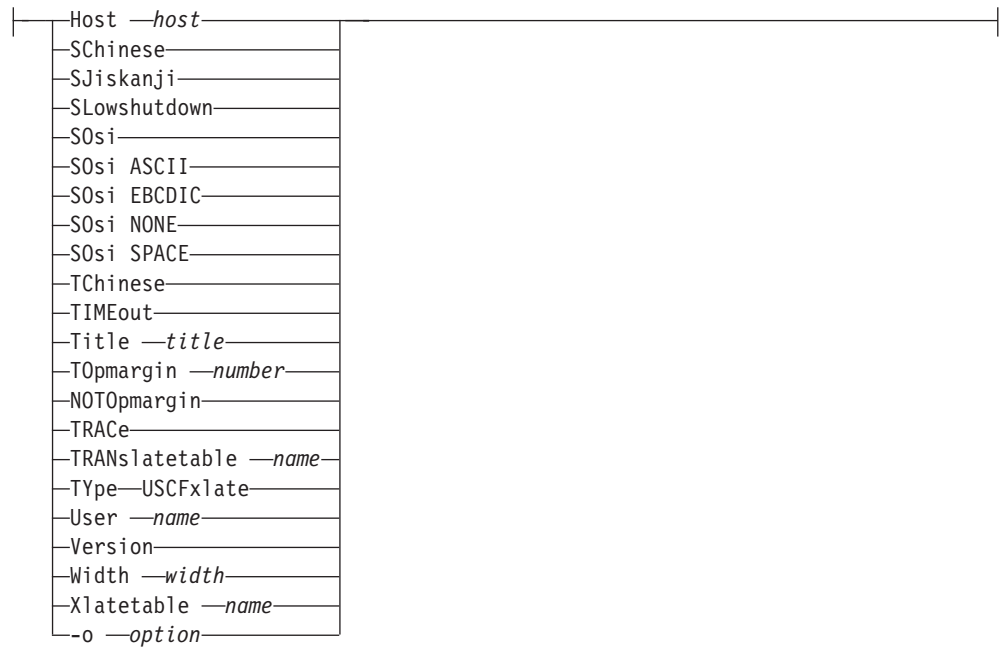 Host host
SChinese
SJiskanji
SLowshutdown
SOsi
SOsi ASCII
SOsi EBCDIC
SOsi NONE
SOsi SPACE
TChinese
TIMEout
Title title
TOpmargin number
NOTOpmargin
TRACe
TRANslatetable name
TYpe USCFxlate
User name
Version
Width width
Xlatetable name
-o option